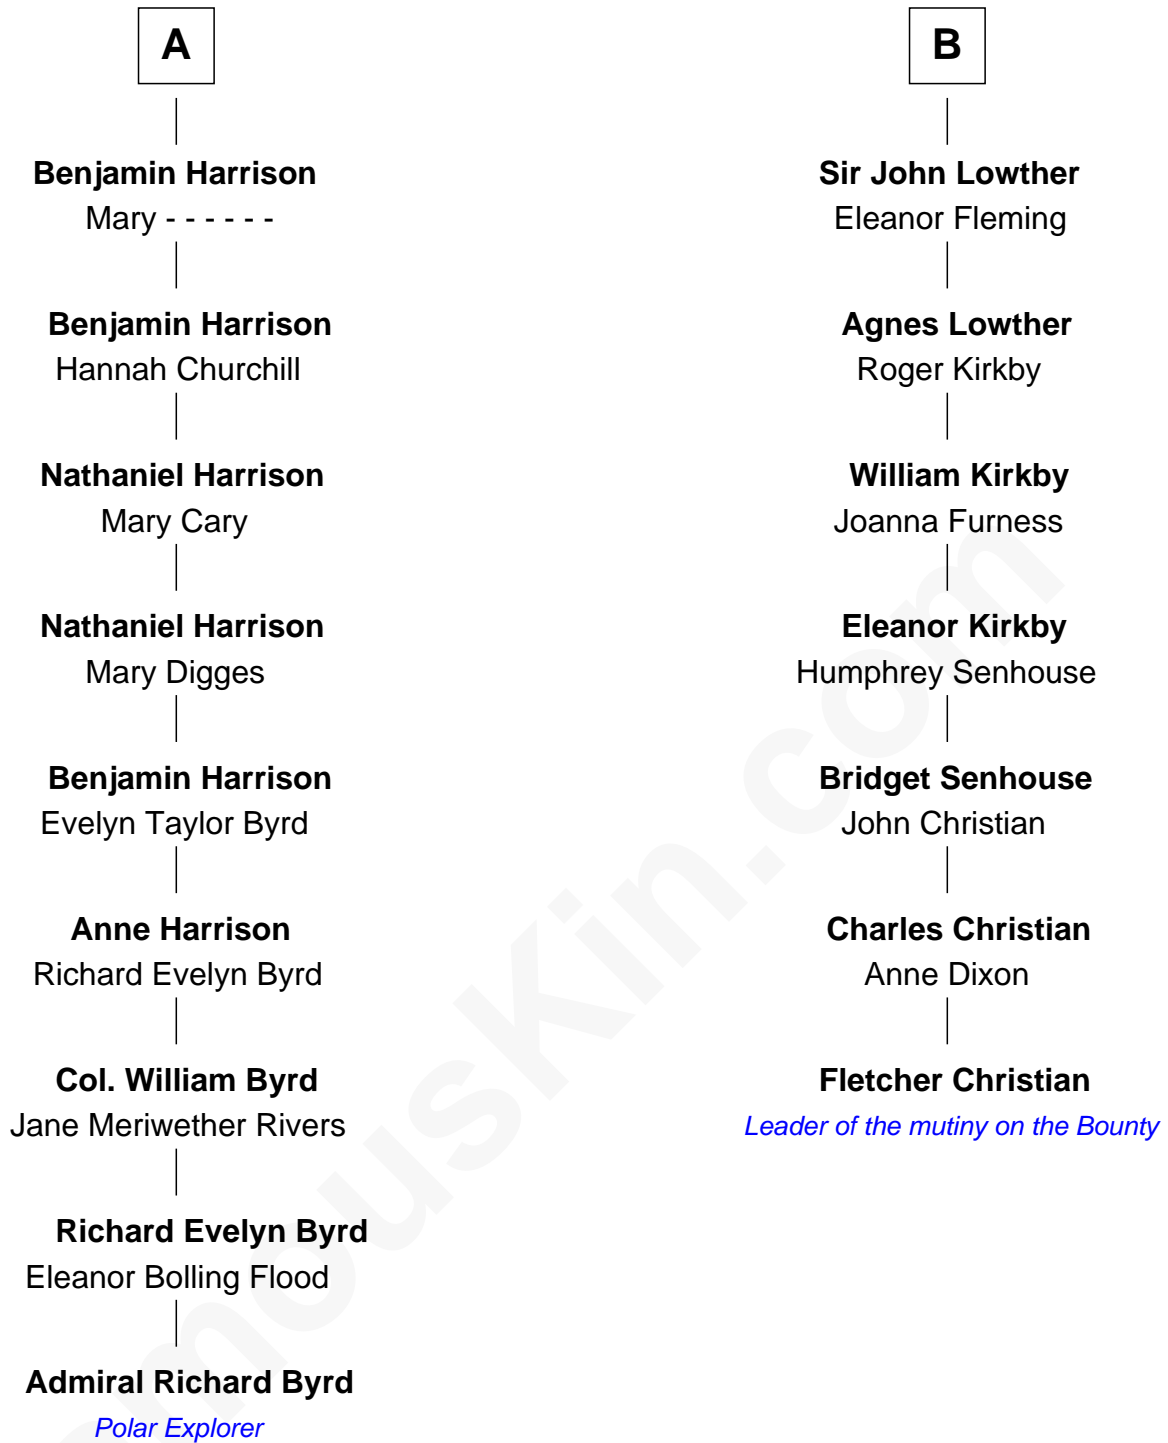 A
Benjamin Harrison
Mary - - - - - -
Benjamin Harrison
Hannah Churchill
Nathaniel Harrison
Mary Cary
Nathaniel Harrison
Mary Digges
Benjamin Harrison
Evelyn Taylor Byrd
Anne Harrison
Richard Evelyn Byrd
Col. William Byrd
Jane Meriwether Rivers
Richard Evelyn Byrd
Eleanor Bolling Flood
Admiral Richard Byrd
Polar Explorer
B
Sir John Lowther
Eleanor Fleming
Agnes Lowther
Roger Kirkby
William Kirkby
Joanna Furness
Eleanor Kirkby
Humphrey Senhouse
Bridget Senhouse
John Christian
Charles Christian
Anne Dixon
Fletcher Christian
Leader of the mutiny on the Bounty